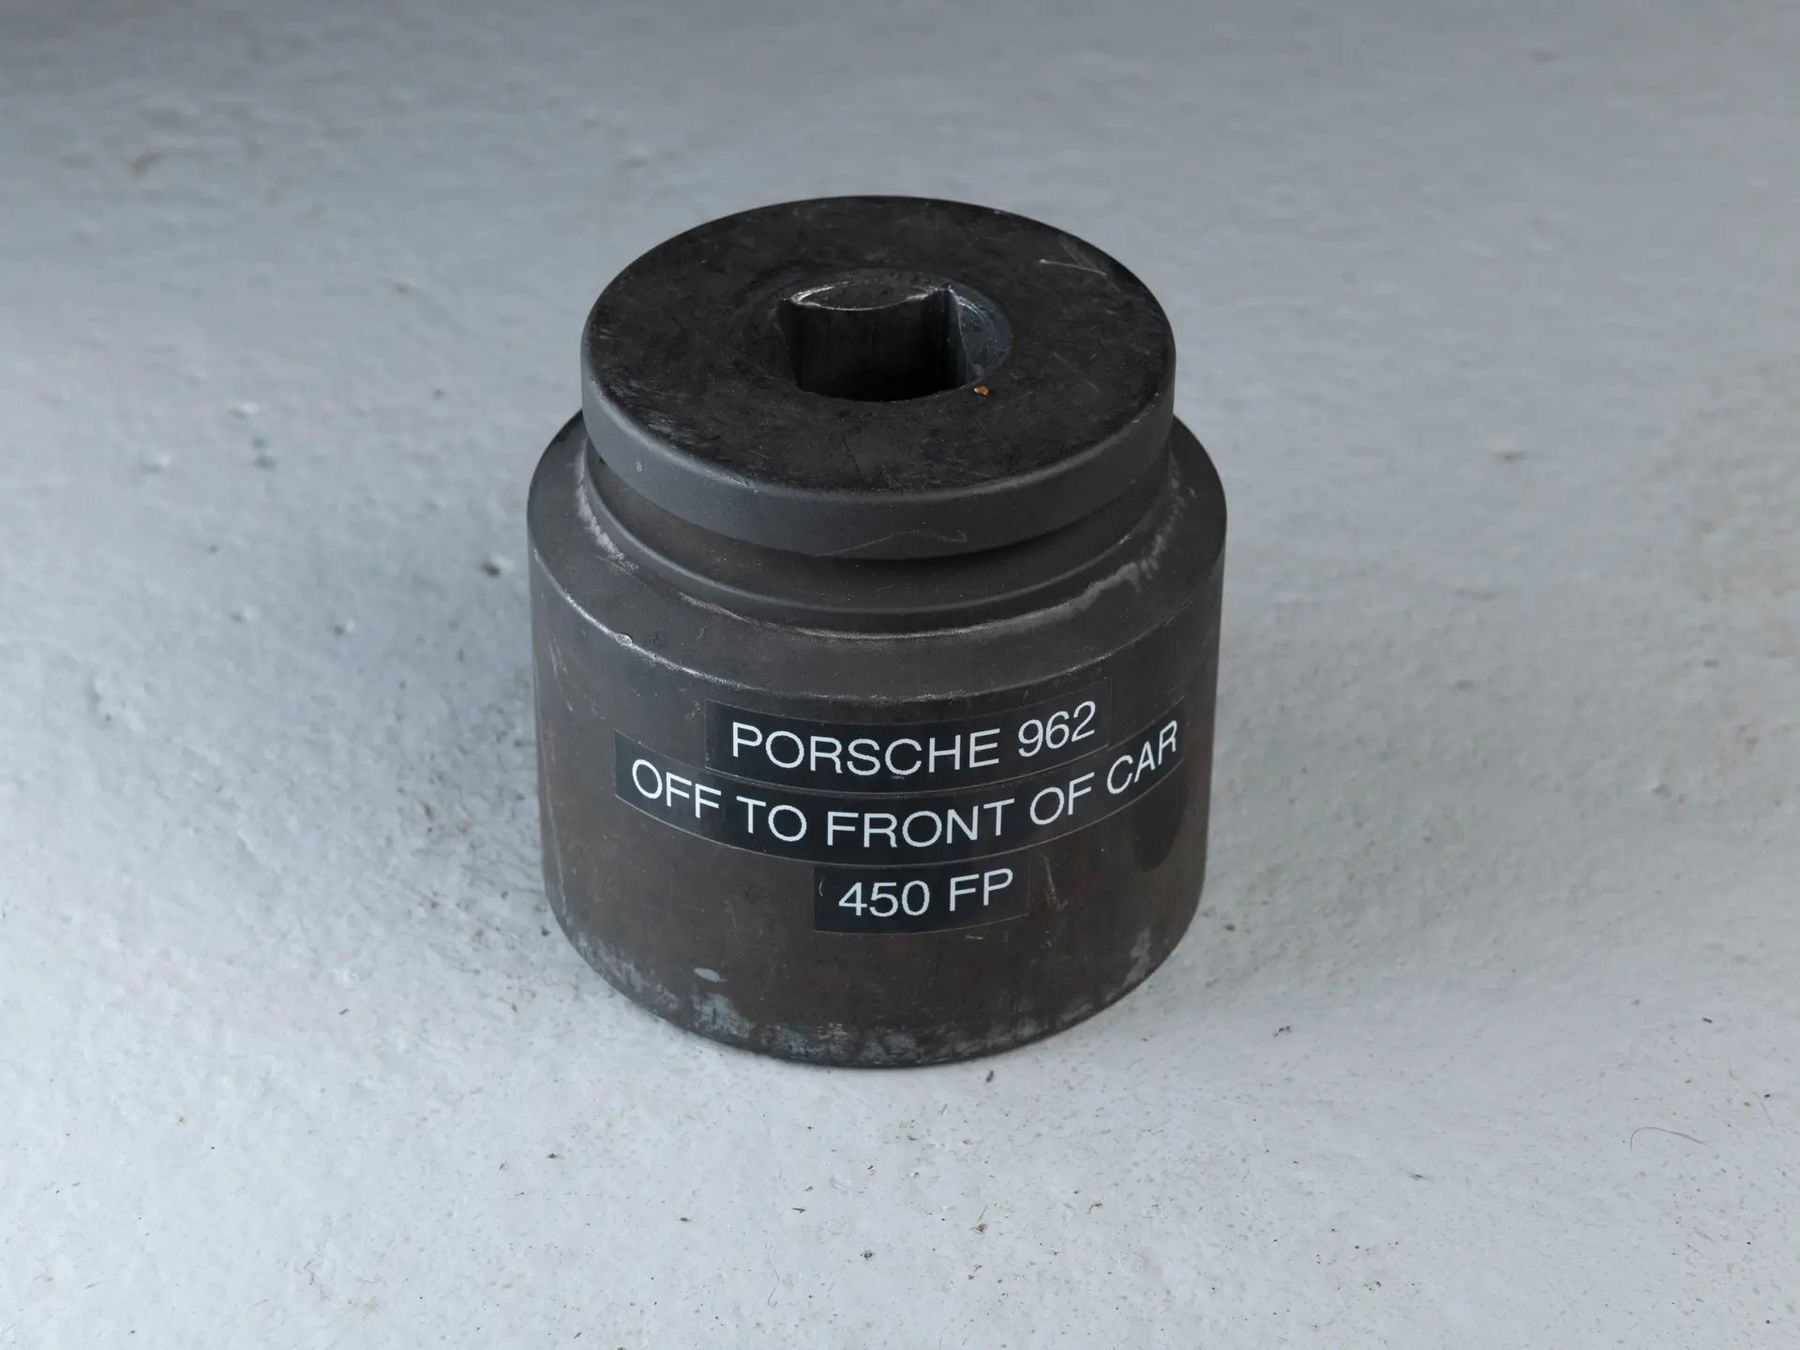 PORSCHE 962
OFF TO FRONT OF CAR
450 FP